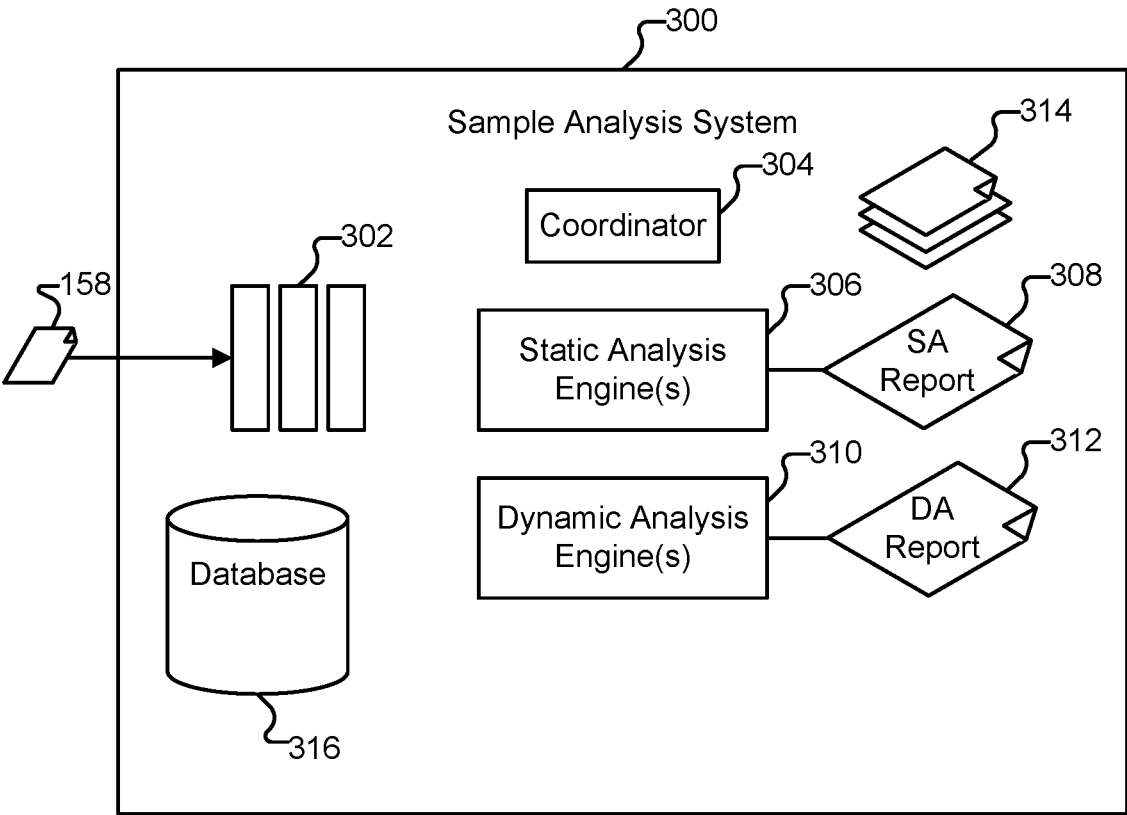 300
Sample Analysis System
314
304
Coordinator
302
158
306
308
Static Analysis
Engine(s)
SA
Report
310
312
Dynamic Analysis
Engine(s)
DA
Report
Database
316